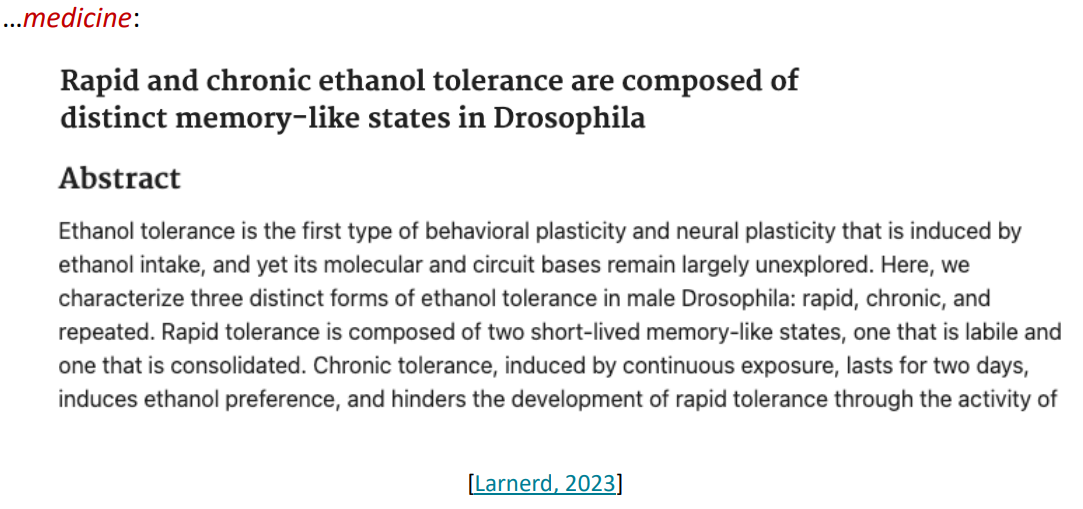 ...medicine:
Rapid and chronic ethanol tolerance are composed of
distinct memory-like states in Drosophila
Abstract
Ethanol tolerance is the first type of behavioral plasticity and neural plasticity that is induced by
ethanol intake, and yet its molecular and circuit bases remain largely unexplored. Here, we
characterize three distinct forms of ethanol tolerance in male Drosophila: rapid, chronic, and
repeated. Rapid tolerance is composed of two short-lived memory-like states, one that is labile and
one that is consolidated. Chronic tolerance, induced by continuous exposure, lasts for two days,
induces ethanol preference, and hinders the development of rapid tolerance through the activity of
[Larnerd, 2023]